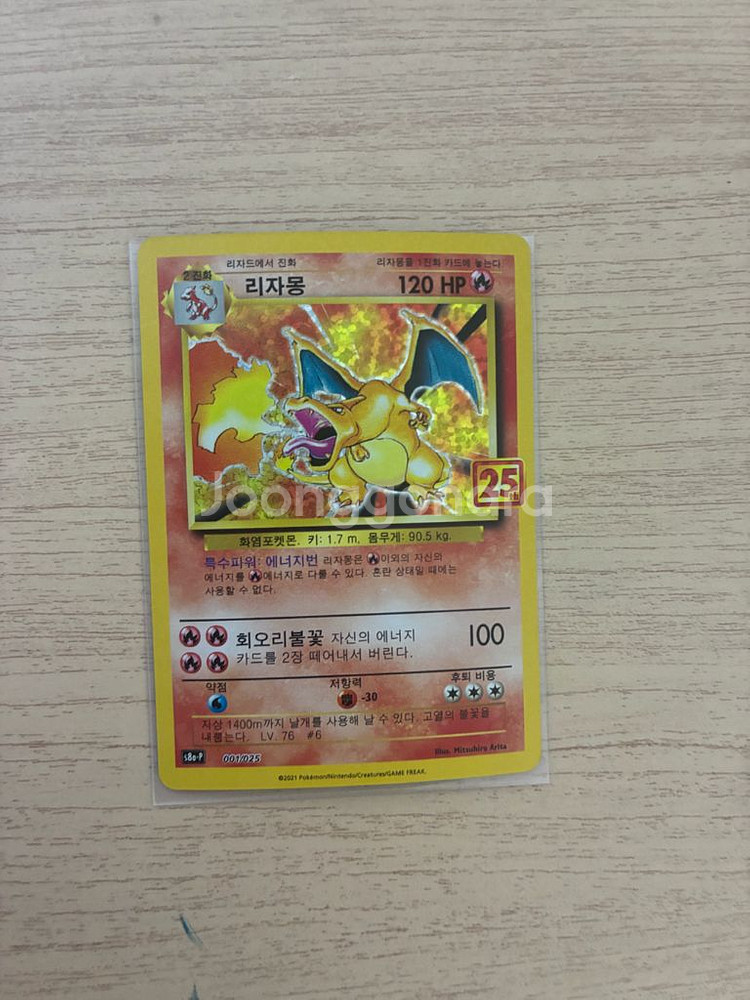 리자드에서 진화
리자몽을 1진화 카드에 놓는다
2 진화
리자몽
120 HP
25th
Joonggonara
화염포켓몬. 키: 1.7 m, 몸무게: 90.5 kg.
특수파워: 에너지번 리자몽은 이외의 자신의
에너지를 에너지로 다룰 수 있다. 혼란 상태일 때에는
사용할 수 없다.
회오리불꽃 자신의 에너지
카드를 2장 떼어내서 버린다.
100
약점
저항력
-30
후퇴 비용
지상 1400m까지 날개를 사용해 날 수 있다. 고열의 불꽃을
내뿜는다. LV. 76 #6
Illus. Mitsuhiro Arita
s8a-P
001/025
©2021 Pokémon/Nintendo/Creatures/GAME FREAK.